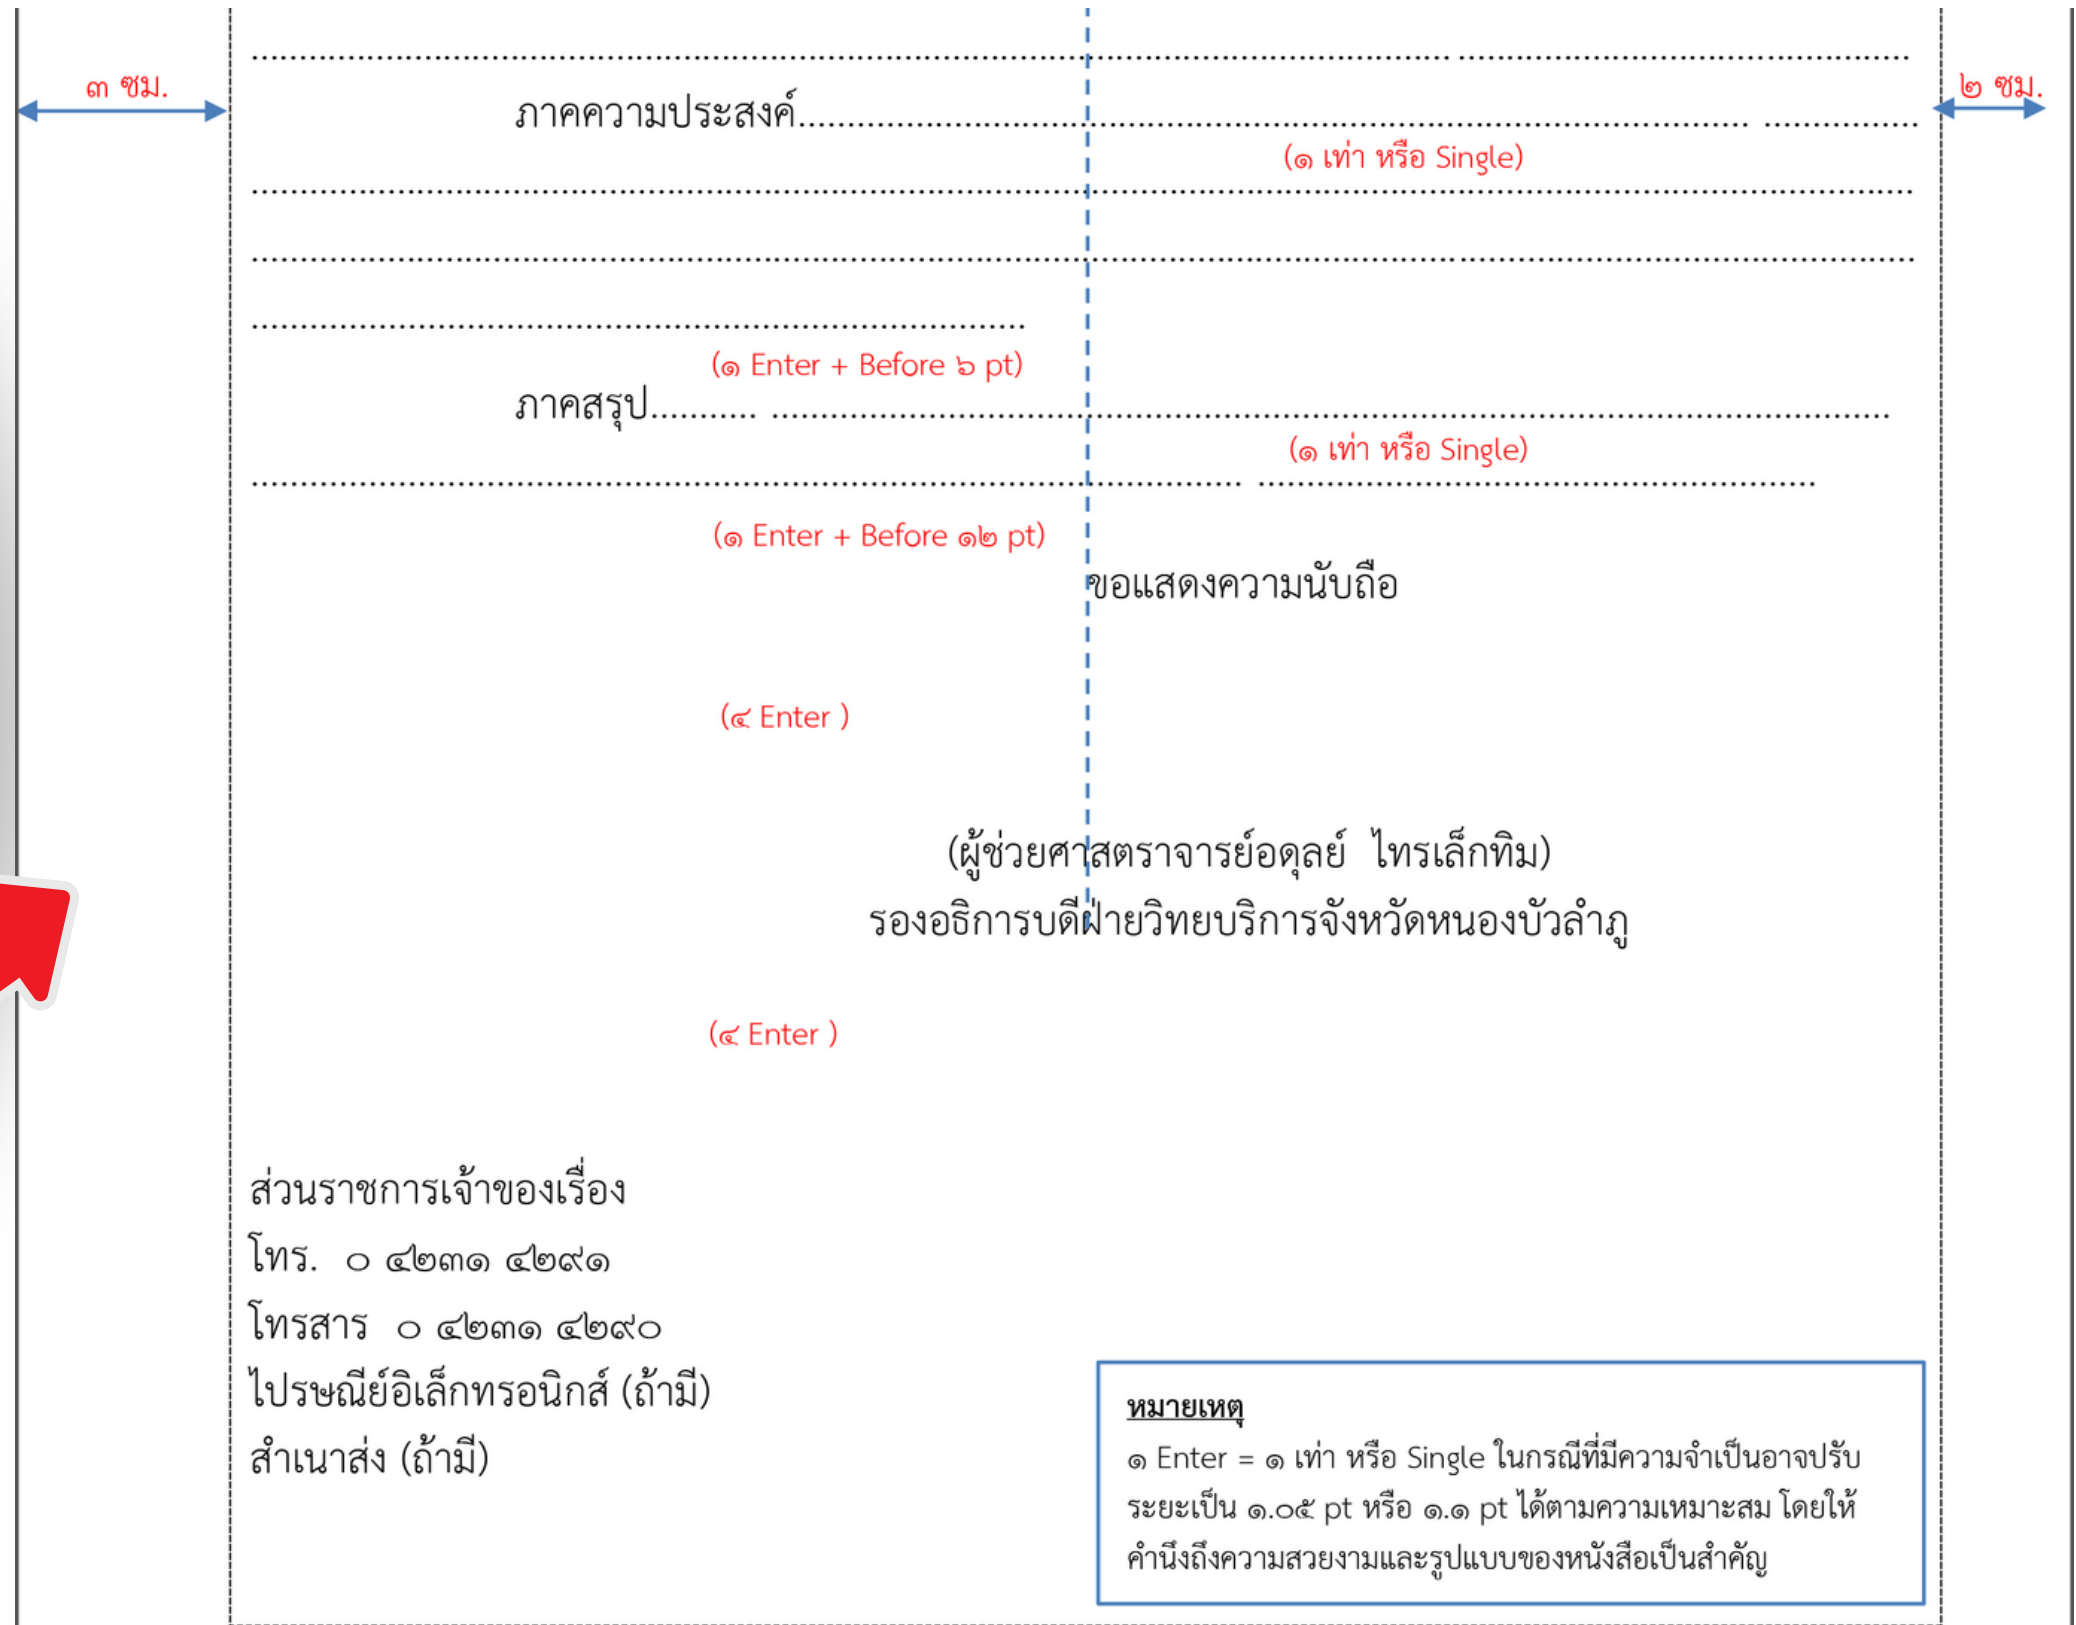 ................................................................................................................................
๓ ซม.
๒ ซม.
ภาคความประสงค์................................................................................................ ................
(๑ เท่า หรือ Single)
................................................................................................................................
................................................................................................................................
................................................................................
(๑ Enter + Before ๖ pt)
ภาคสรุป........... ................................................................................................................
(๑ เท่า หรือ Single)
................................................................................................ .........................................................
(๑ Enter + Before ๑๒ pt)
ขอแสดงความนับถือ
(๔ Enter )
(ผู้ช่วยศาสตราจารย์อดุลย์ ไทรเล็กทิม)
รองอธิการบดีฝ่ายวิทยบริการจังหวัดหนองบัวลำภู
(๔ Enter )
ส่วนราชการเจ้าของเรื่อง
โทร. ๐ ๔๒๓๑ ๔๒๙๑
โทรสาร ๐ ๔๒๓๑ ๔๒๙๐
ไปรษณีย์อิเล็กทรอนิกส์ (ถ้ามี)
สำเนาส่ง (ถ้ามี)
หมายเหตุ
๑ Enter = ๑ เท่า หรือ Single ในกรณีที่มีความจำเป็นอาจปรับ
ระยะเป็น ๑.๐๕ pt หรือ ๑.๑ pt ได้ตามความเหมาะสม โดยให้
คำนึงถึงความสวยงามและรูปแบบของหนังสือเป็นสำคัญ